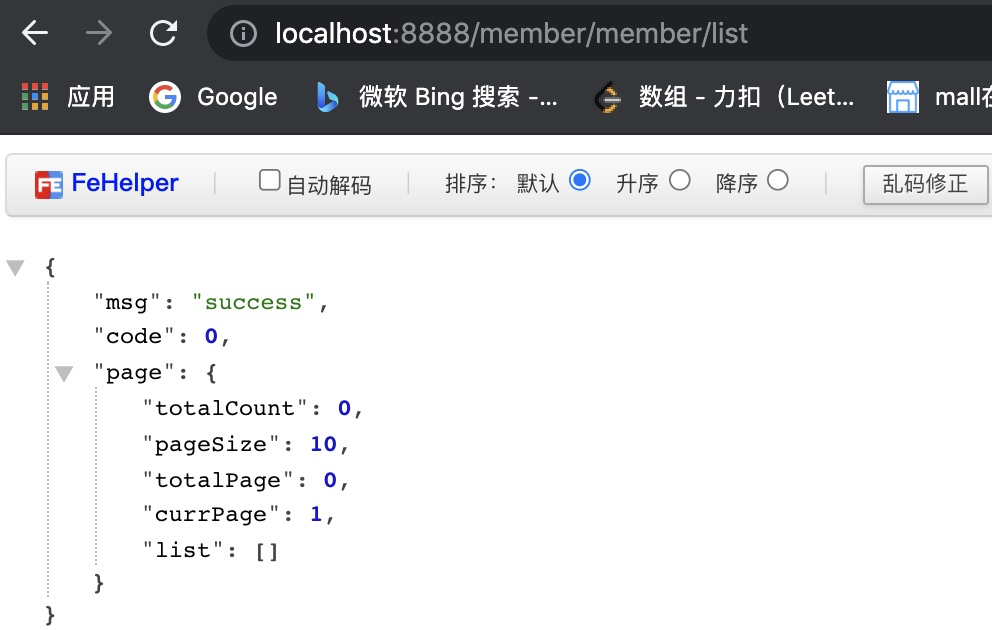 localhost:8888/member/member/list
应用 Google 微软 Bing 搜索 -... 数组 - 力扣（Leet... mall在
FeHelper 自动解码 排序： 默认 升序 降序 乱码修正
{
"msg": "success",
"code": 0,
"page": {
"totalCount": 0,
"pageSize": 10,
"totalPage": 0,
"currPage": 1,
"list": []
}
}